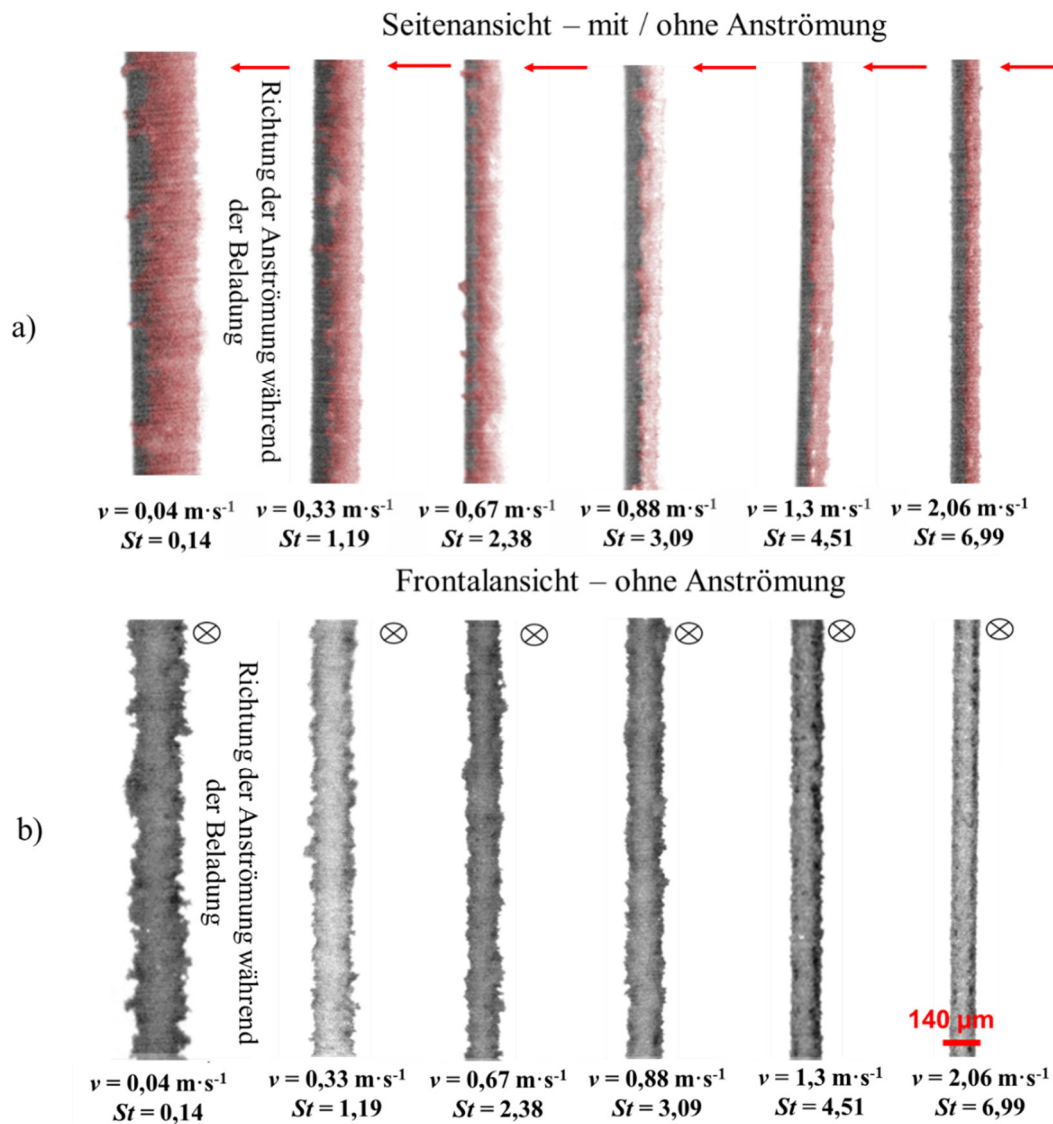 Seitenansicht – mit / ohne Anströmung
Richtung der Anströmung während
der Beladung
a)
v = 0,04 m·s⁻¹
St = 0,14
v = 0,33 m·s⁻¹
St = 1,19
v = 0,67 m·s⁻¹
St = 2,38
v = 0,88 m·s⁻¹
St = 3,09
v = 1,3 m·s⁻¹
St = 4,51
v = 2,06 m·s⁻¹
St = 6,99
Frontalansicht – ohne Anströmung
Richtung der Anströmung während
der Beladung
b)
140 µm
v = 0,04 m·s⁻¹
St = 0,14
v = 0,33 m·s⁻¹
St = 1,19
v = 0,67 m·s⁻¹
St = 2,38
v = 0,88 m·s⁻¹
St = 3,09
v = 1,3 m·s⁻¹
St = 4,51
v = 2,06 m·s⁻¹
St = 6,99